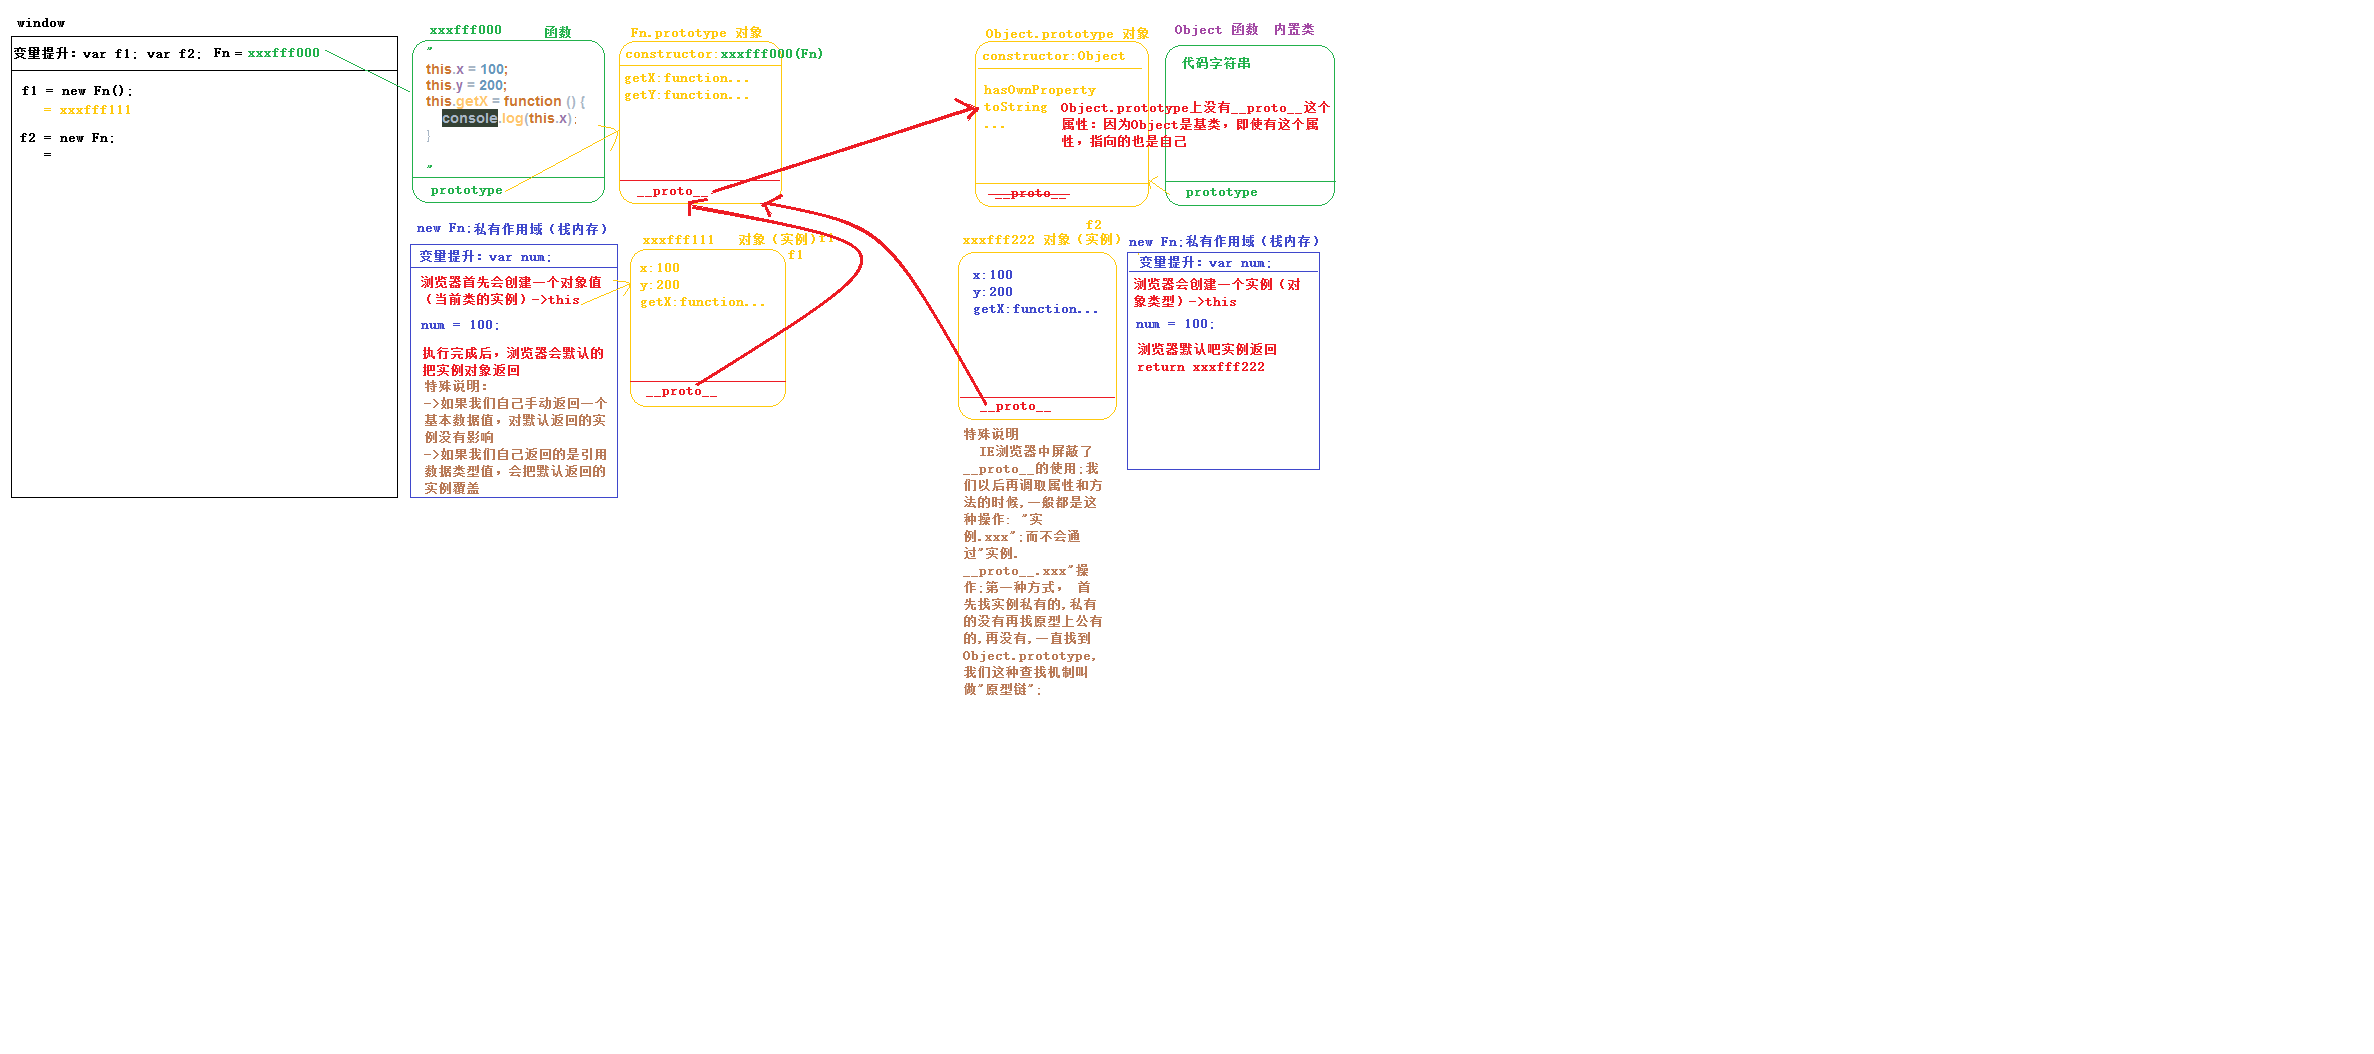 window
变量提升: var f1; var f2; Fn = xxxfff000
f1 = new Fn();
= xxxfff111
f2 = new Fn;
=
xxxfff000 函数
"
this.x = 100;
this.y = 200;
this.getX = function () {
console.log(this.x);
}
"
prototype
Fn.prototype 对象
constructor:xxxfff000(Fn)
getX:function...
getY:function...
__proto__
Object.prototype 对象
constructor:Object
hasOwnProperty
toString
...
Object.prototype上没有__proto__这个
属性: 因为Object是基类, 即使有这个属
性, 指向的也是自己
__proto__
Object 函数 内置类
代码字符串
prototype
new Fn;私有作用域 (栈内存)
变量提升: var num;
浏览器首先会创建一个对象值
(当前类的实例)->this
num = 100;
执行完成后, 浏览器会默认的
把实例对象返回
特殊说明:
->如果我们自己手动返回一个
基本数据值, 对默认返回的实
例没有影响
->如果我们自己返回的是引用
数据类型值, 会把默认返回的
实例覆盖
xxxfff111 对象 (实例)f1
f1
x:100
y:200
getX:function...
__proto__
f2
xxxfff222 对象 (实例)
x:100
y:200
getX:function...
__proto__
特殊说明
IE浏览器中屏蔽了
__proto__的使用;我
们以后再调取属性和方
法的时候,一般都是这
种操作: "实
例.xxx";而不会通
过"实例.
__proto__.xxx"操
作;第一种方式, 首
先找实例私有的,私有
的没有再找原型上公有
的,再没有,一直找到
Object.prototype,
我们这种查找机制叫
做"原型链";
new Fn;私有作用域 (栈内存)
变量提升: var num;
浏览器会创建一个实例 (对
象类型)->this
num = 100;
浏览器默认吧实例返回
return xxxfff222